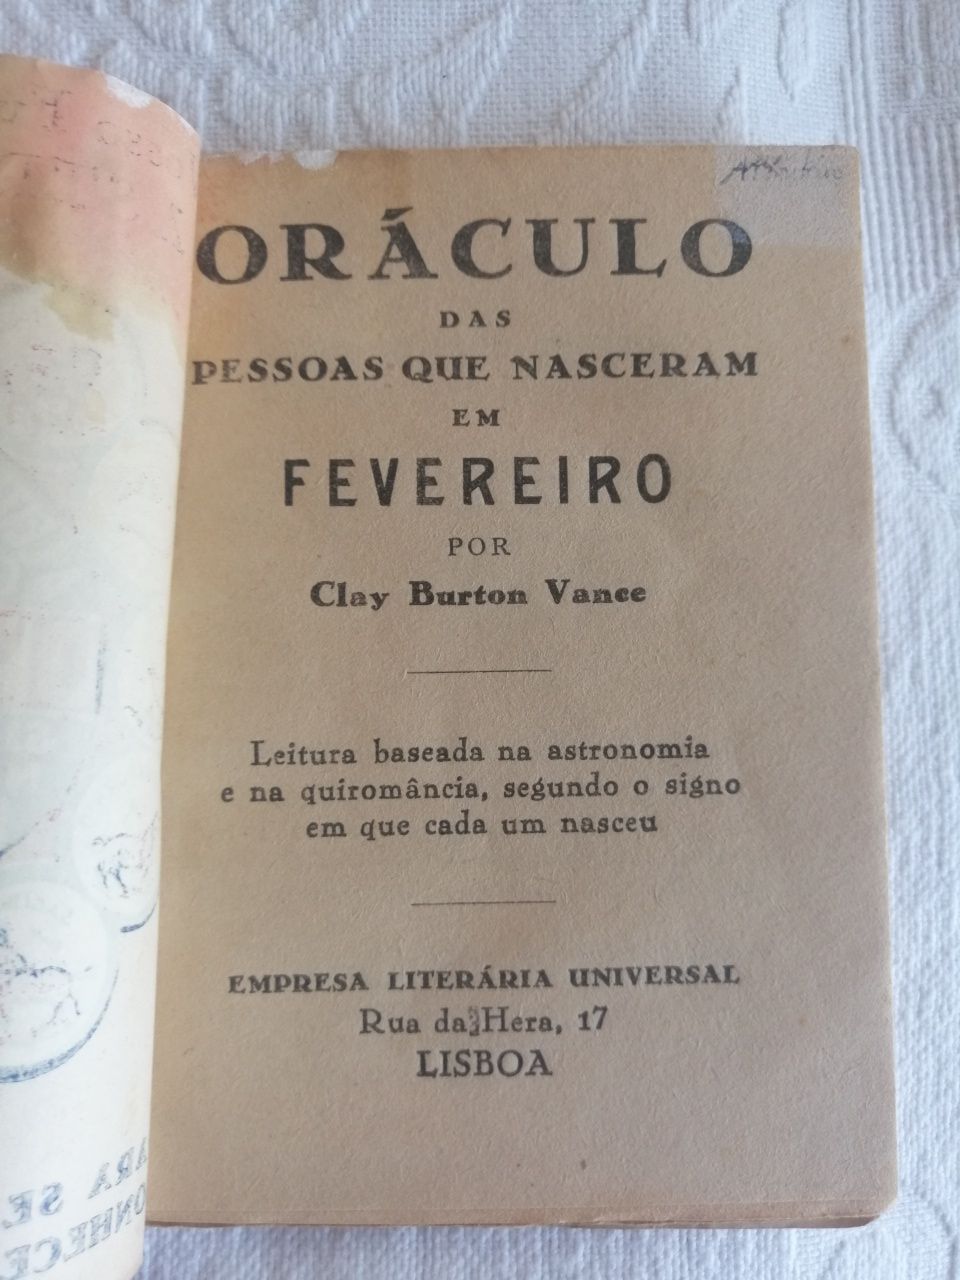 ORÁCULO
DAS
PESSOAS QUE NASCERAM
EM
FEVEREIRO
POR
Clay Burton Vance
Leitura baseada na astronomia
e na quiromância, segundo o signo
em que cada um nasceu
EMPRESA LITERÁRIA UNIVERSAL
Rua da Hera, 17
LISBOA